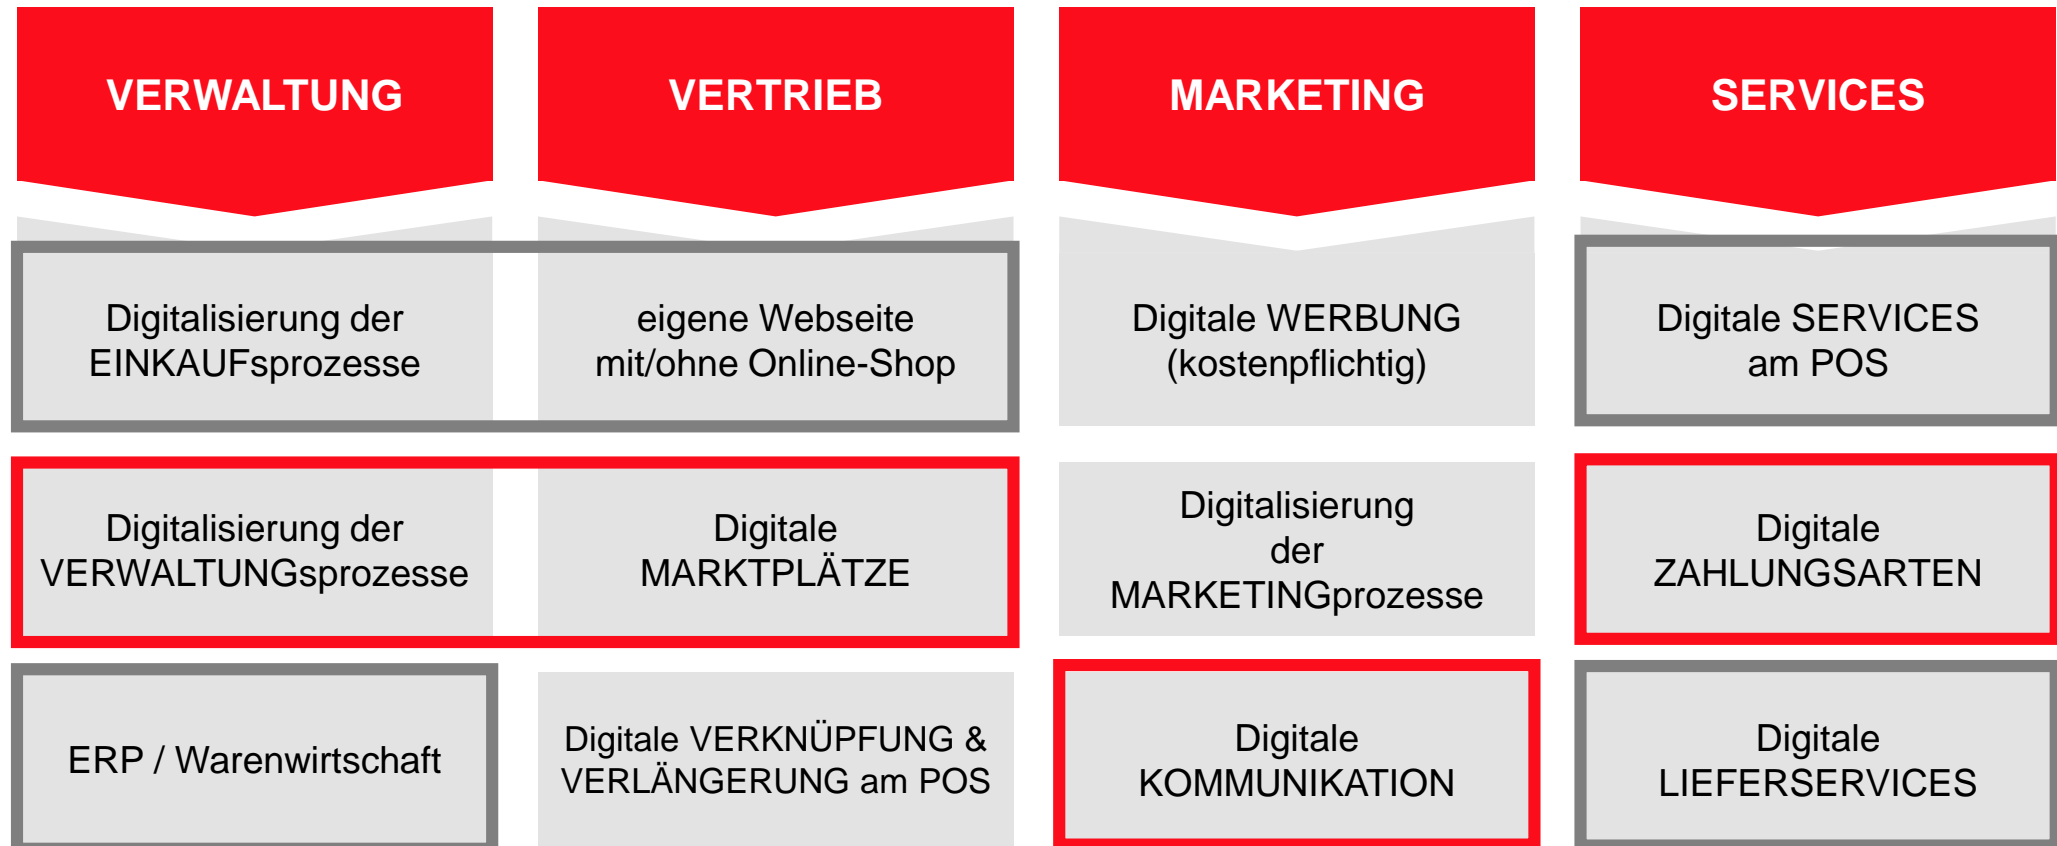 VERWALTUNG
VERTRIEB
MARKETING
SERVICES
Digitalisierung der
EINKAUFsprozesse
eigene Webseite
mit/ohne Online-Shop
Digitale WERBUNG
(kostenpflichtig)
Digitale SERVICES
am POS
Digitalisierung der
VERWALTUNGsprozesse
Digitale
MARKTPLÄTZE
Digitalisierung
der
MARKETINGprozesse
Digitale
ZAHLUNGSARTEN
ERP / Warenwirtschaft
Digitale VERKNÜPFUNG &
VERLÄNGERUNG am POS
Digitale
KOMMUNIKATION
Digitale
LIEFERSERVICES